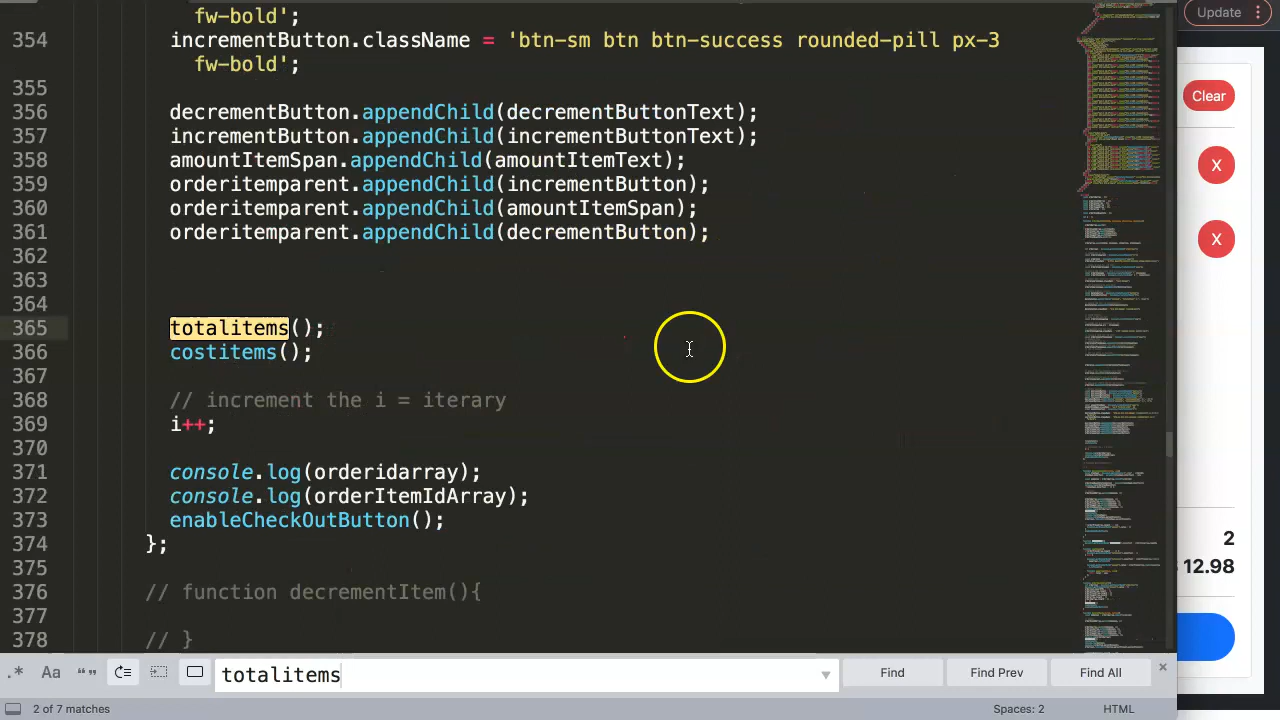 fw-bold';
354 incrementButton.className = 'btn-sm btn btn-success rounded-pill px-3
fw-bold';
355
356 decrementButton.appendChild(decrementButtonText);
357 incrementButton.appendChild(incrementButtonText);
358 amountItemSpan.appendChild(amountItemText);
359 orderitemparent.appendChild(incrementButton);
360 orderitemparent.appendChild(amountItemSpan);
361 orderitemparent.appendChild(decrementButton);
362
363
364
365 totalitems();
366 costitems();
367
368 // increment the i = iterary
369 i++;
370
371 console.log(orderidarray);
372 console.log(orderItemIdArray);
373 enableCheckOutButton();
374 };
375
376 // function decrementItem(){
377
378 // }
Update
Clear
X
X
2
12.98
.* Aa totalitems Find Find Prev Find All ×
2 of 7 matches Spaces: 2 HTML